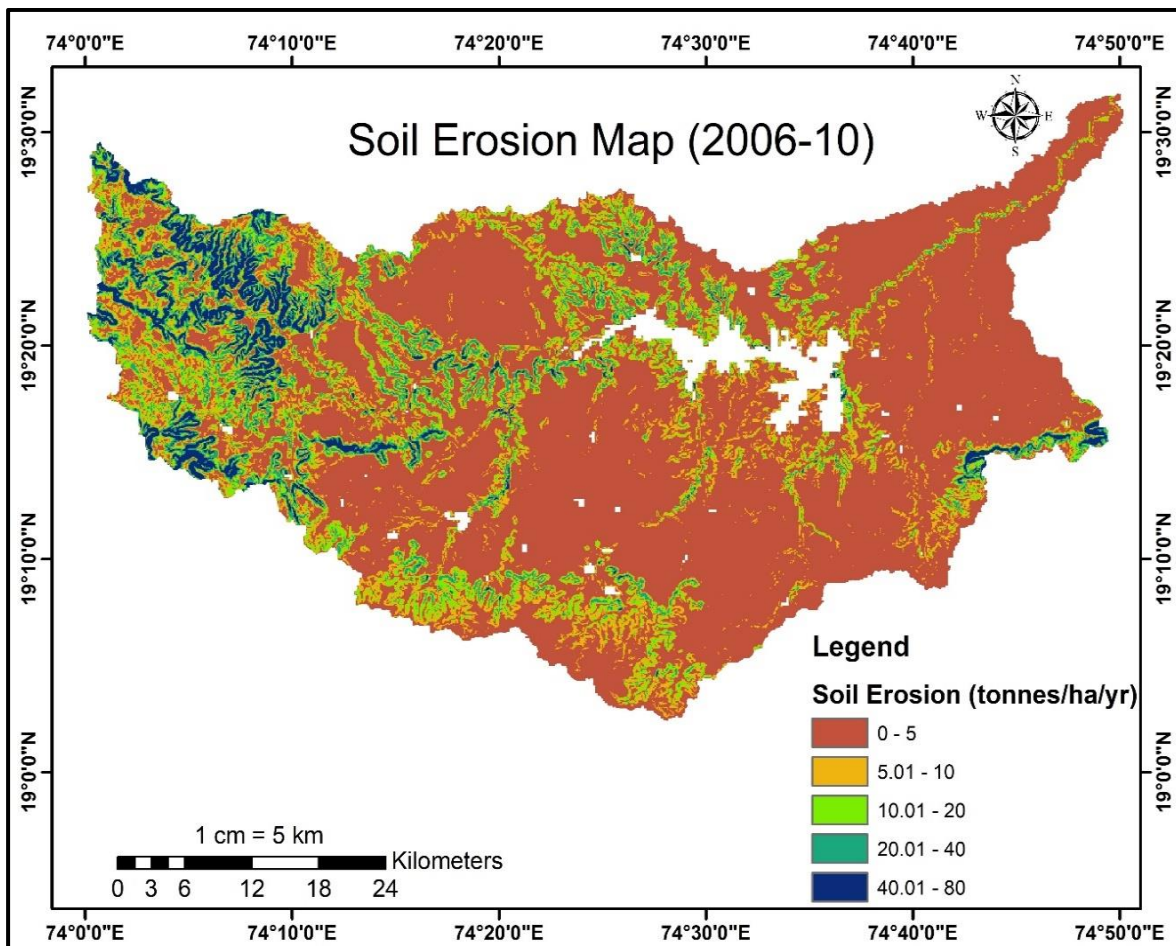 74°0'0"E 74°10'0"E 74°20'0"E 74°30'0"E 74°40'0"E 74°50'0"E
N
W E
S
19°30'0"N 19°30'0"N
Soil Erosion Map (2006-10)
19°20'0"N 19°20'0"N
19°10'0"N 19°10'0"N
19°0'0"N 19°0'0"N
Legend
Soil Erosion (tonnes/ha/yr)
0 - 5
5.01 - 10
10.01 - 20
20.01 - 40
40.01 - 80
1 cm = 5 km
Kilometers
0 3 6 12 18 24
74°0'0"E 74°10'0"E 74°20'0"E 74°30'0"E 74°40'0"E 74°50'0"E